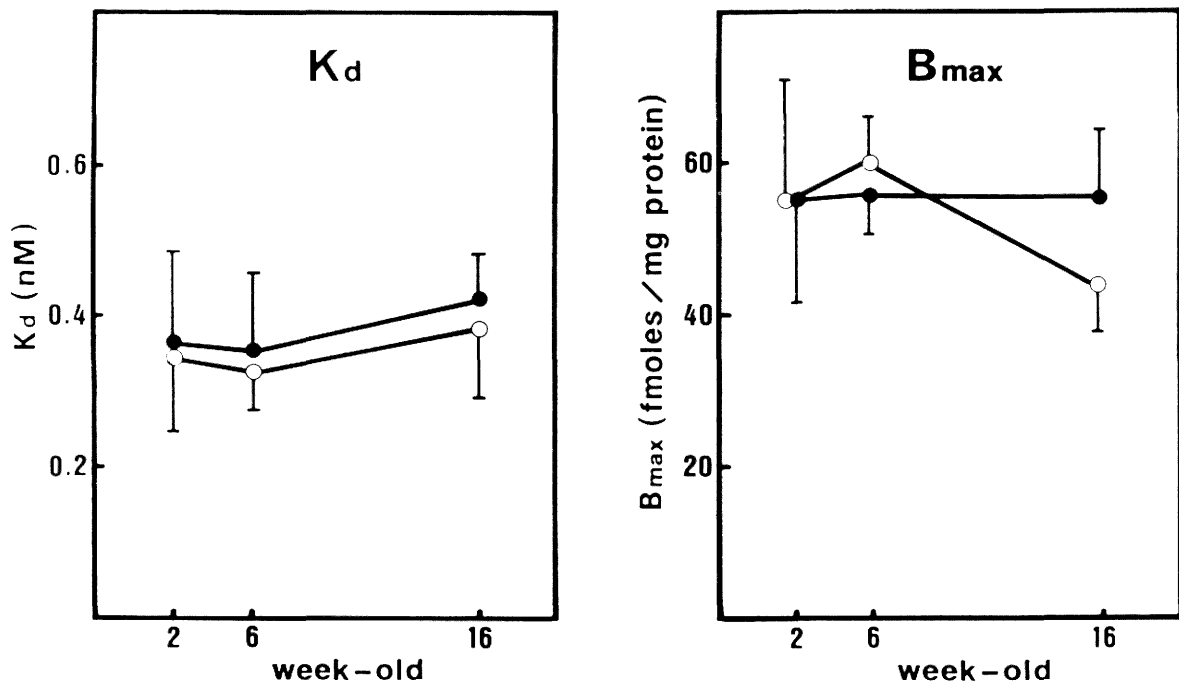 Kd
0.6
0.4
0.2
Kd (nM)
2 6 16
week-old
Bmax
60
40
20
Bmax (fmoles/mg protein)
2 6 16
week-old